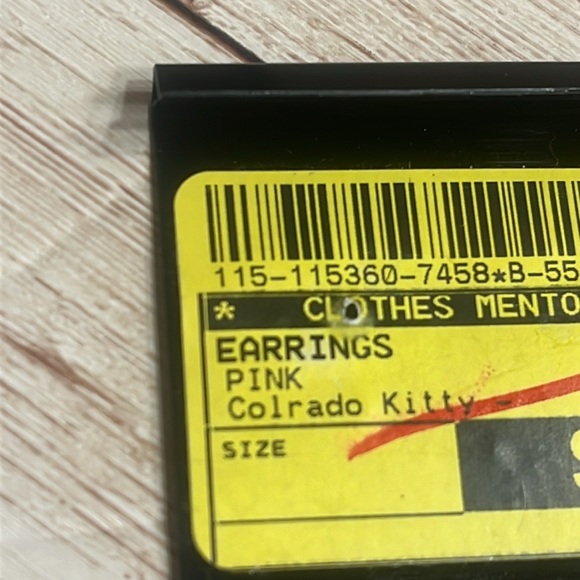 115-115360-7458*B-55
* CLOTHES MENTO
EARRINGS
PINK
Colrado Kitty -
SIZE
$